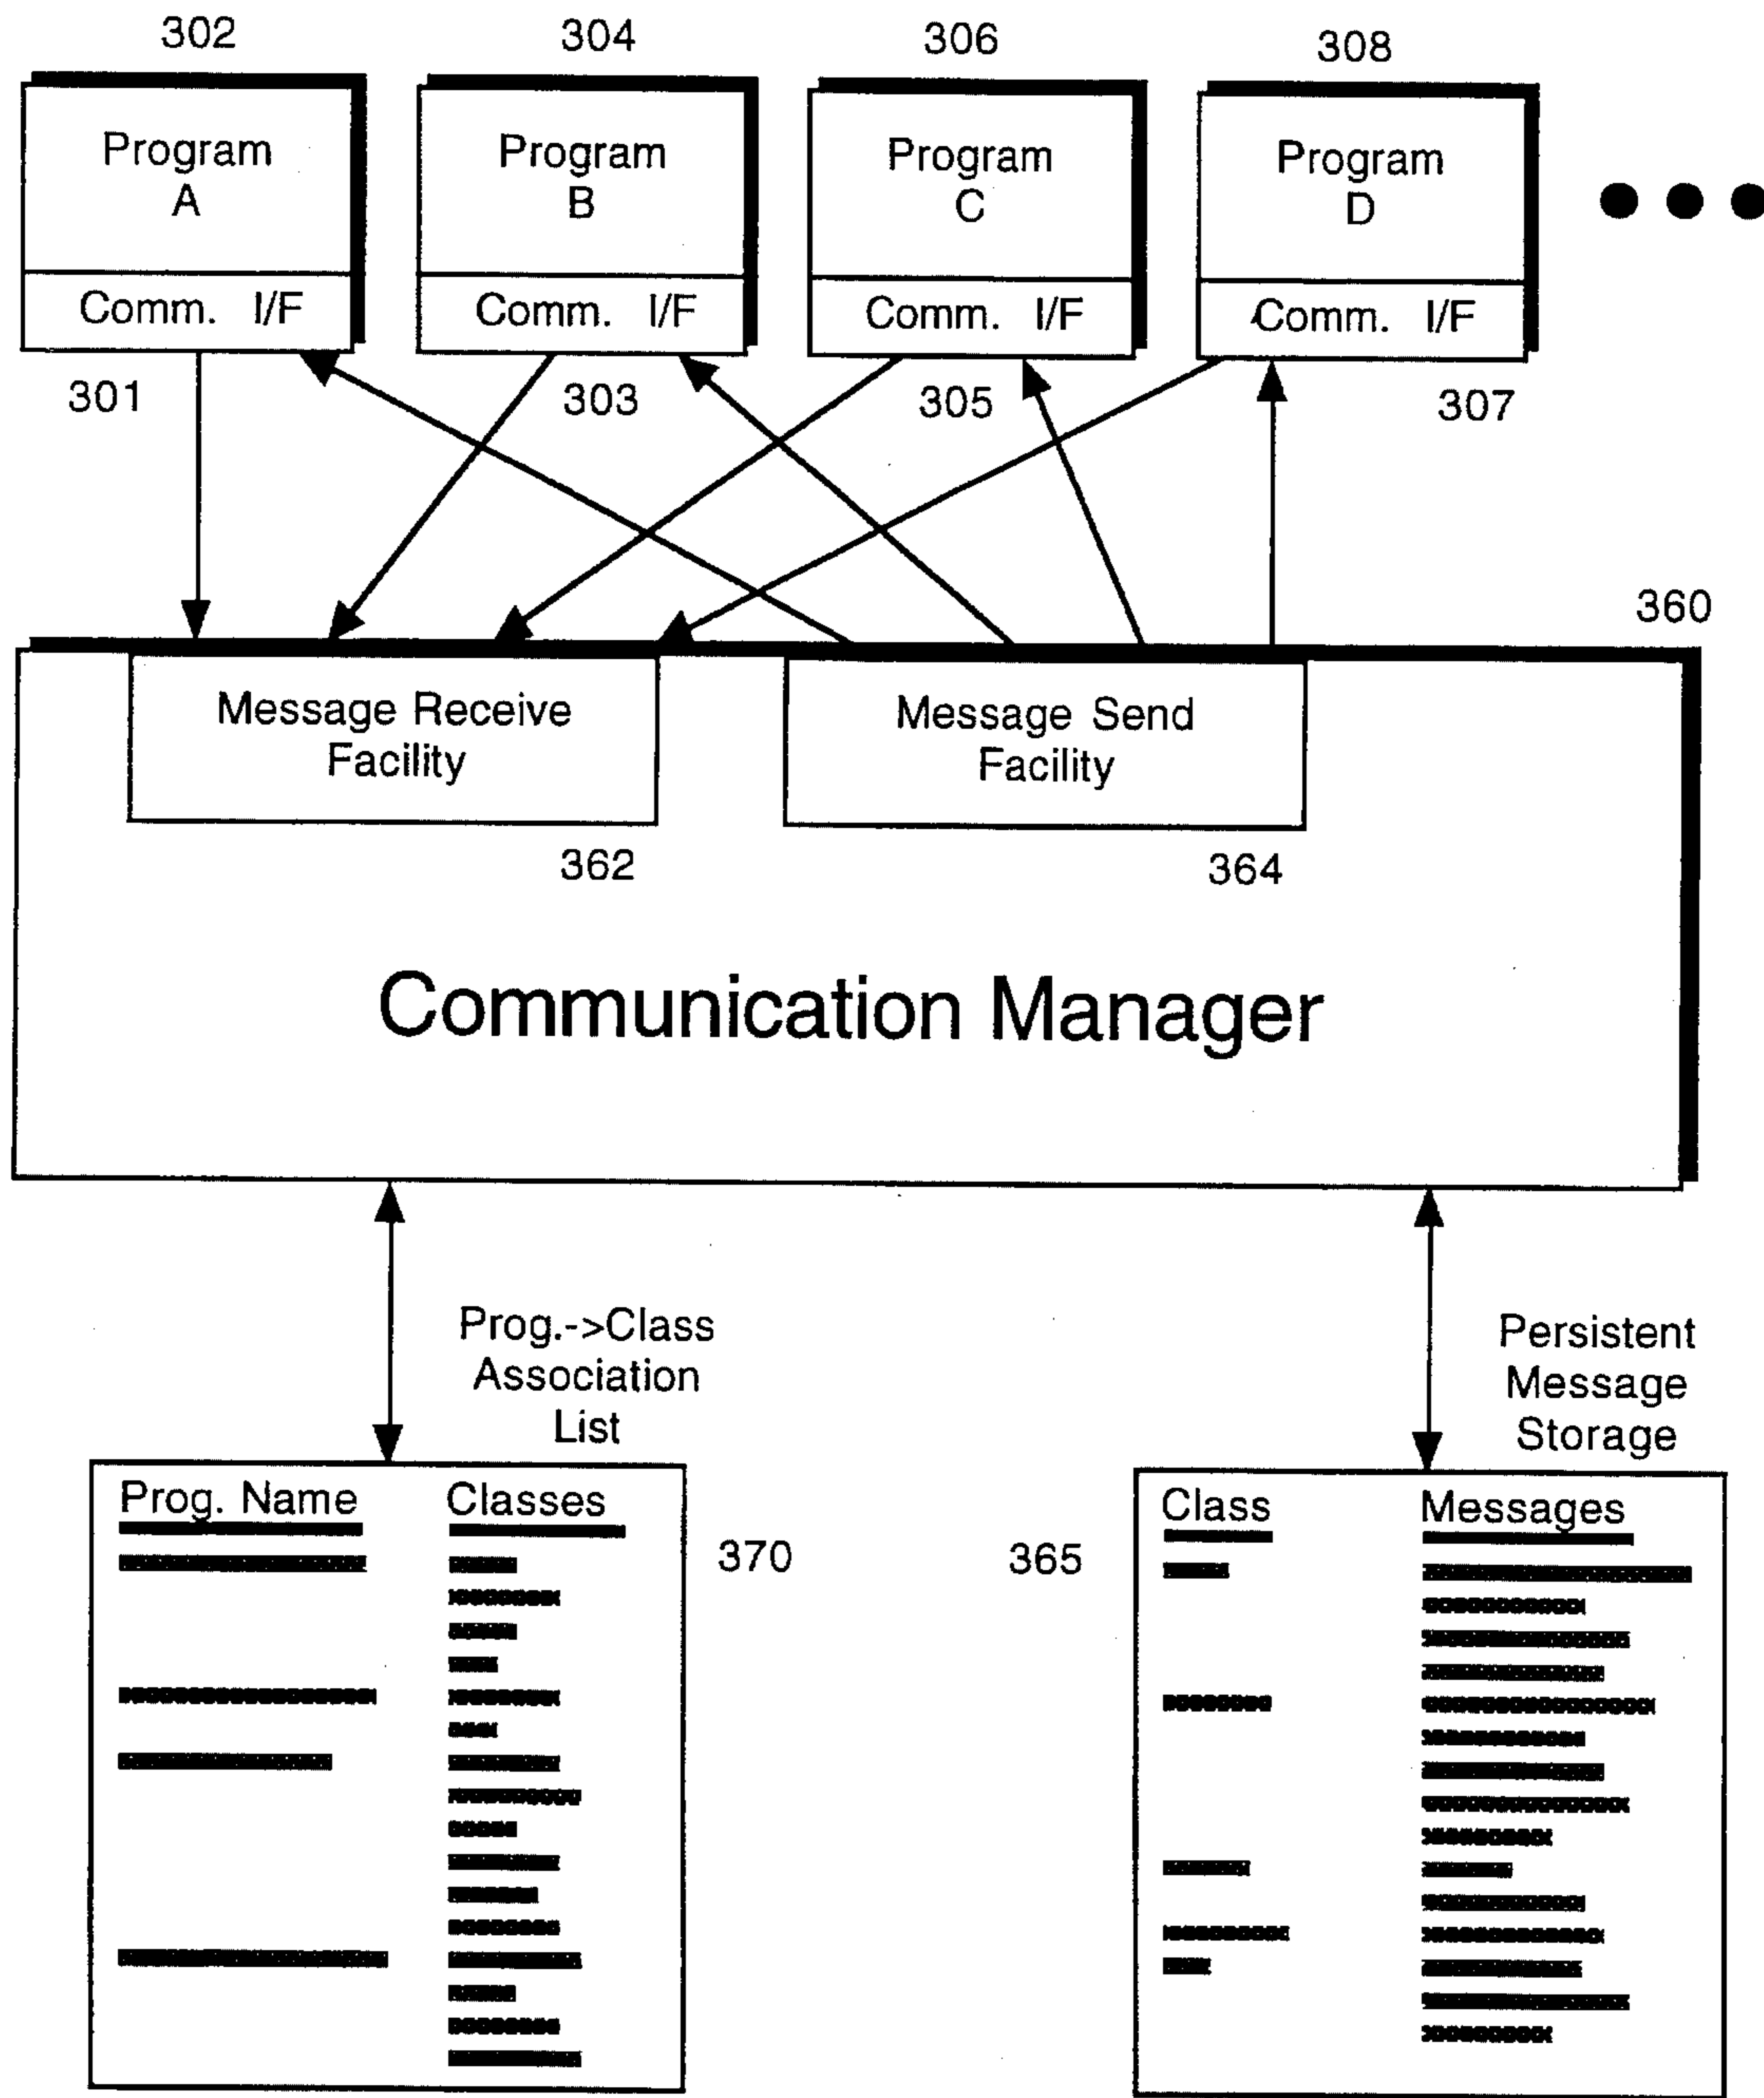 302
304
306
308
Program
A
Program
B
Program
C
Program
D
Comm. I/F
Comm. I/F
Comm. I/F
Comm. I/F
301
303
305
307
360
Message Receive
Facility
Message Send
Facility
362
364
Communication Manager
Prog.->Class
Association
List
Persistent
Message
Storage
Prog. Name
Classes
370
365
Class
Messages